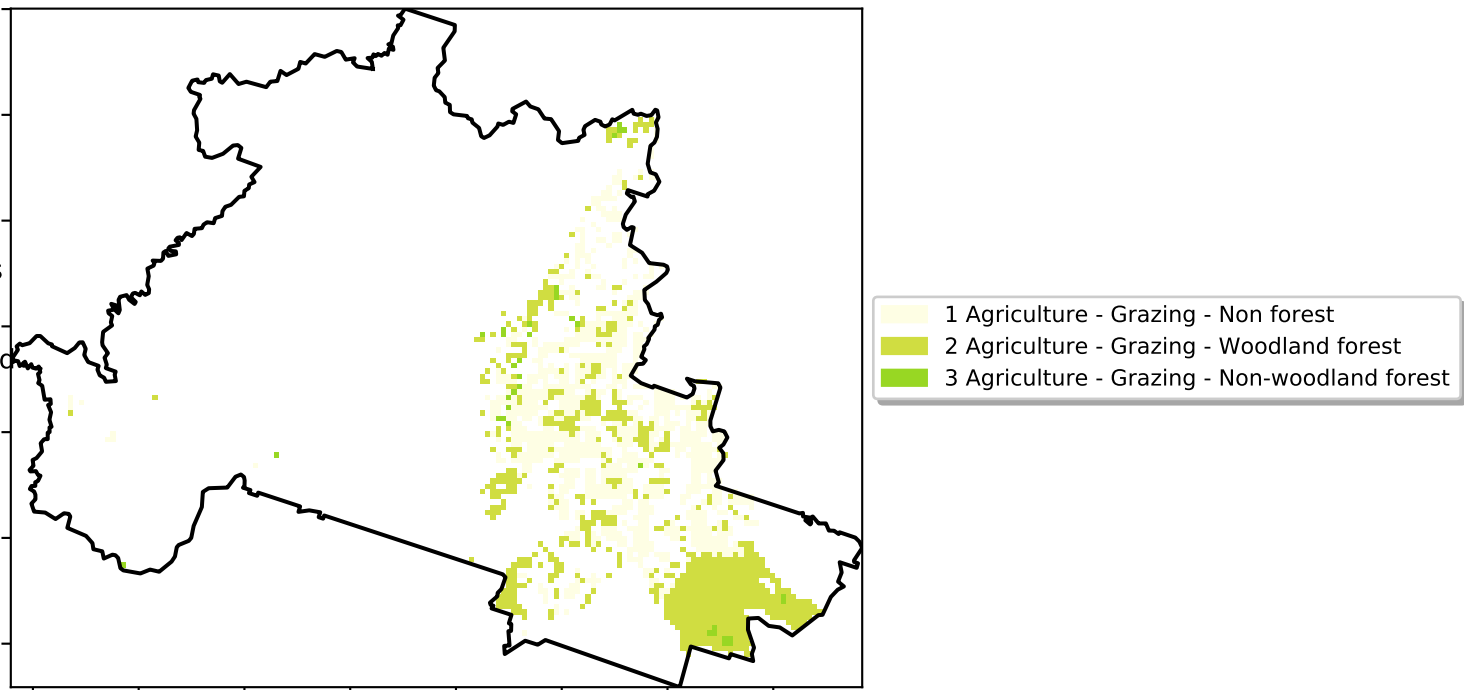 1 Agriculture - Grazing - Non forest
2 Agriculture - Grazing - Woodland forest
3 Agriculture - Grazing - Non-woodland forest